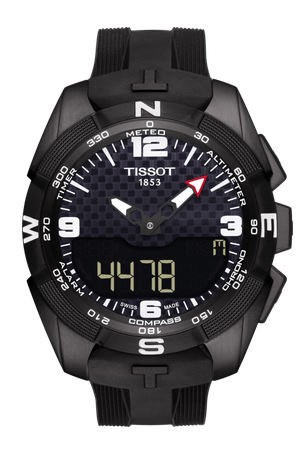 N
METEO
330
30
300
60
TIMER
ALTIMETER
12
TISSOT
1853
W
270
9
3
90
E
M
4478
240
120
ALARM
CHRONO
SWISS MADE
6
210
150
COMPASS
180
S